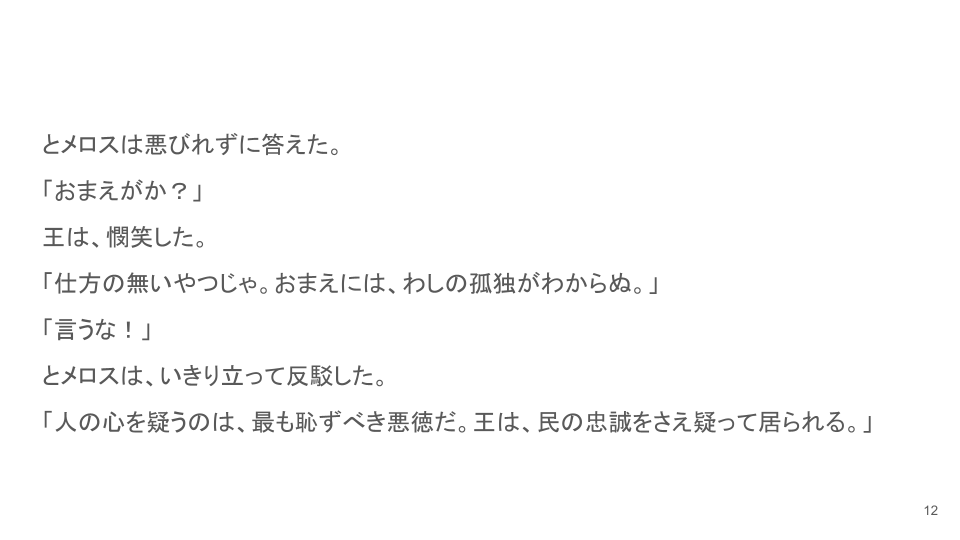 とメロスは悪びれずに答えた。
「おまえがか？」
王は、憫笑した。
「仕方の無いやつじゃ。おまえには、わしの孤独がわからぬ。」
「言うな！」
とメロスは、いきり立って反駁した。
「人の心を疑うのは、最も恥ずべき悪徳だ。王は、民の忠誠をさえ疑って居られる。」
12